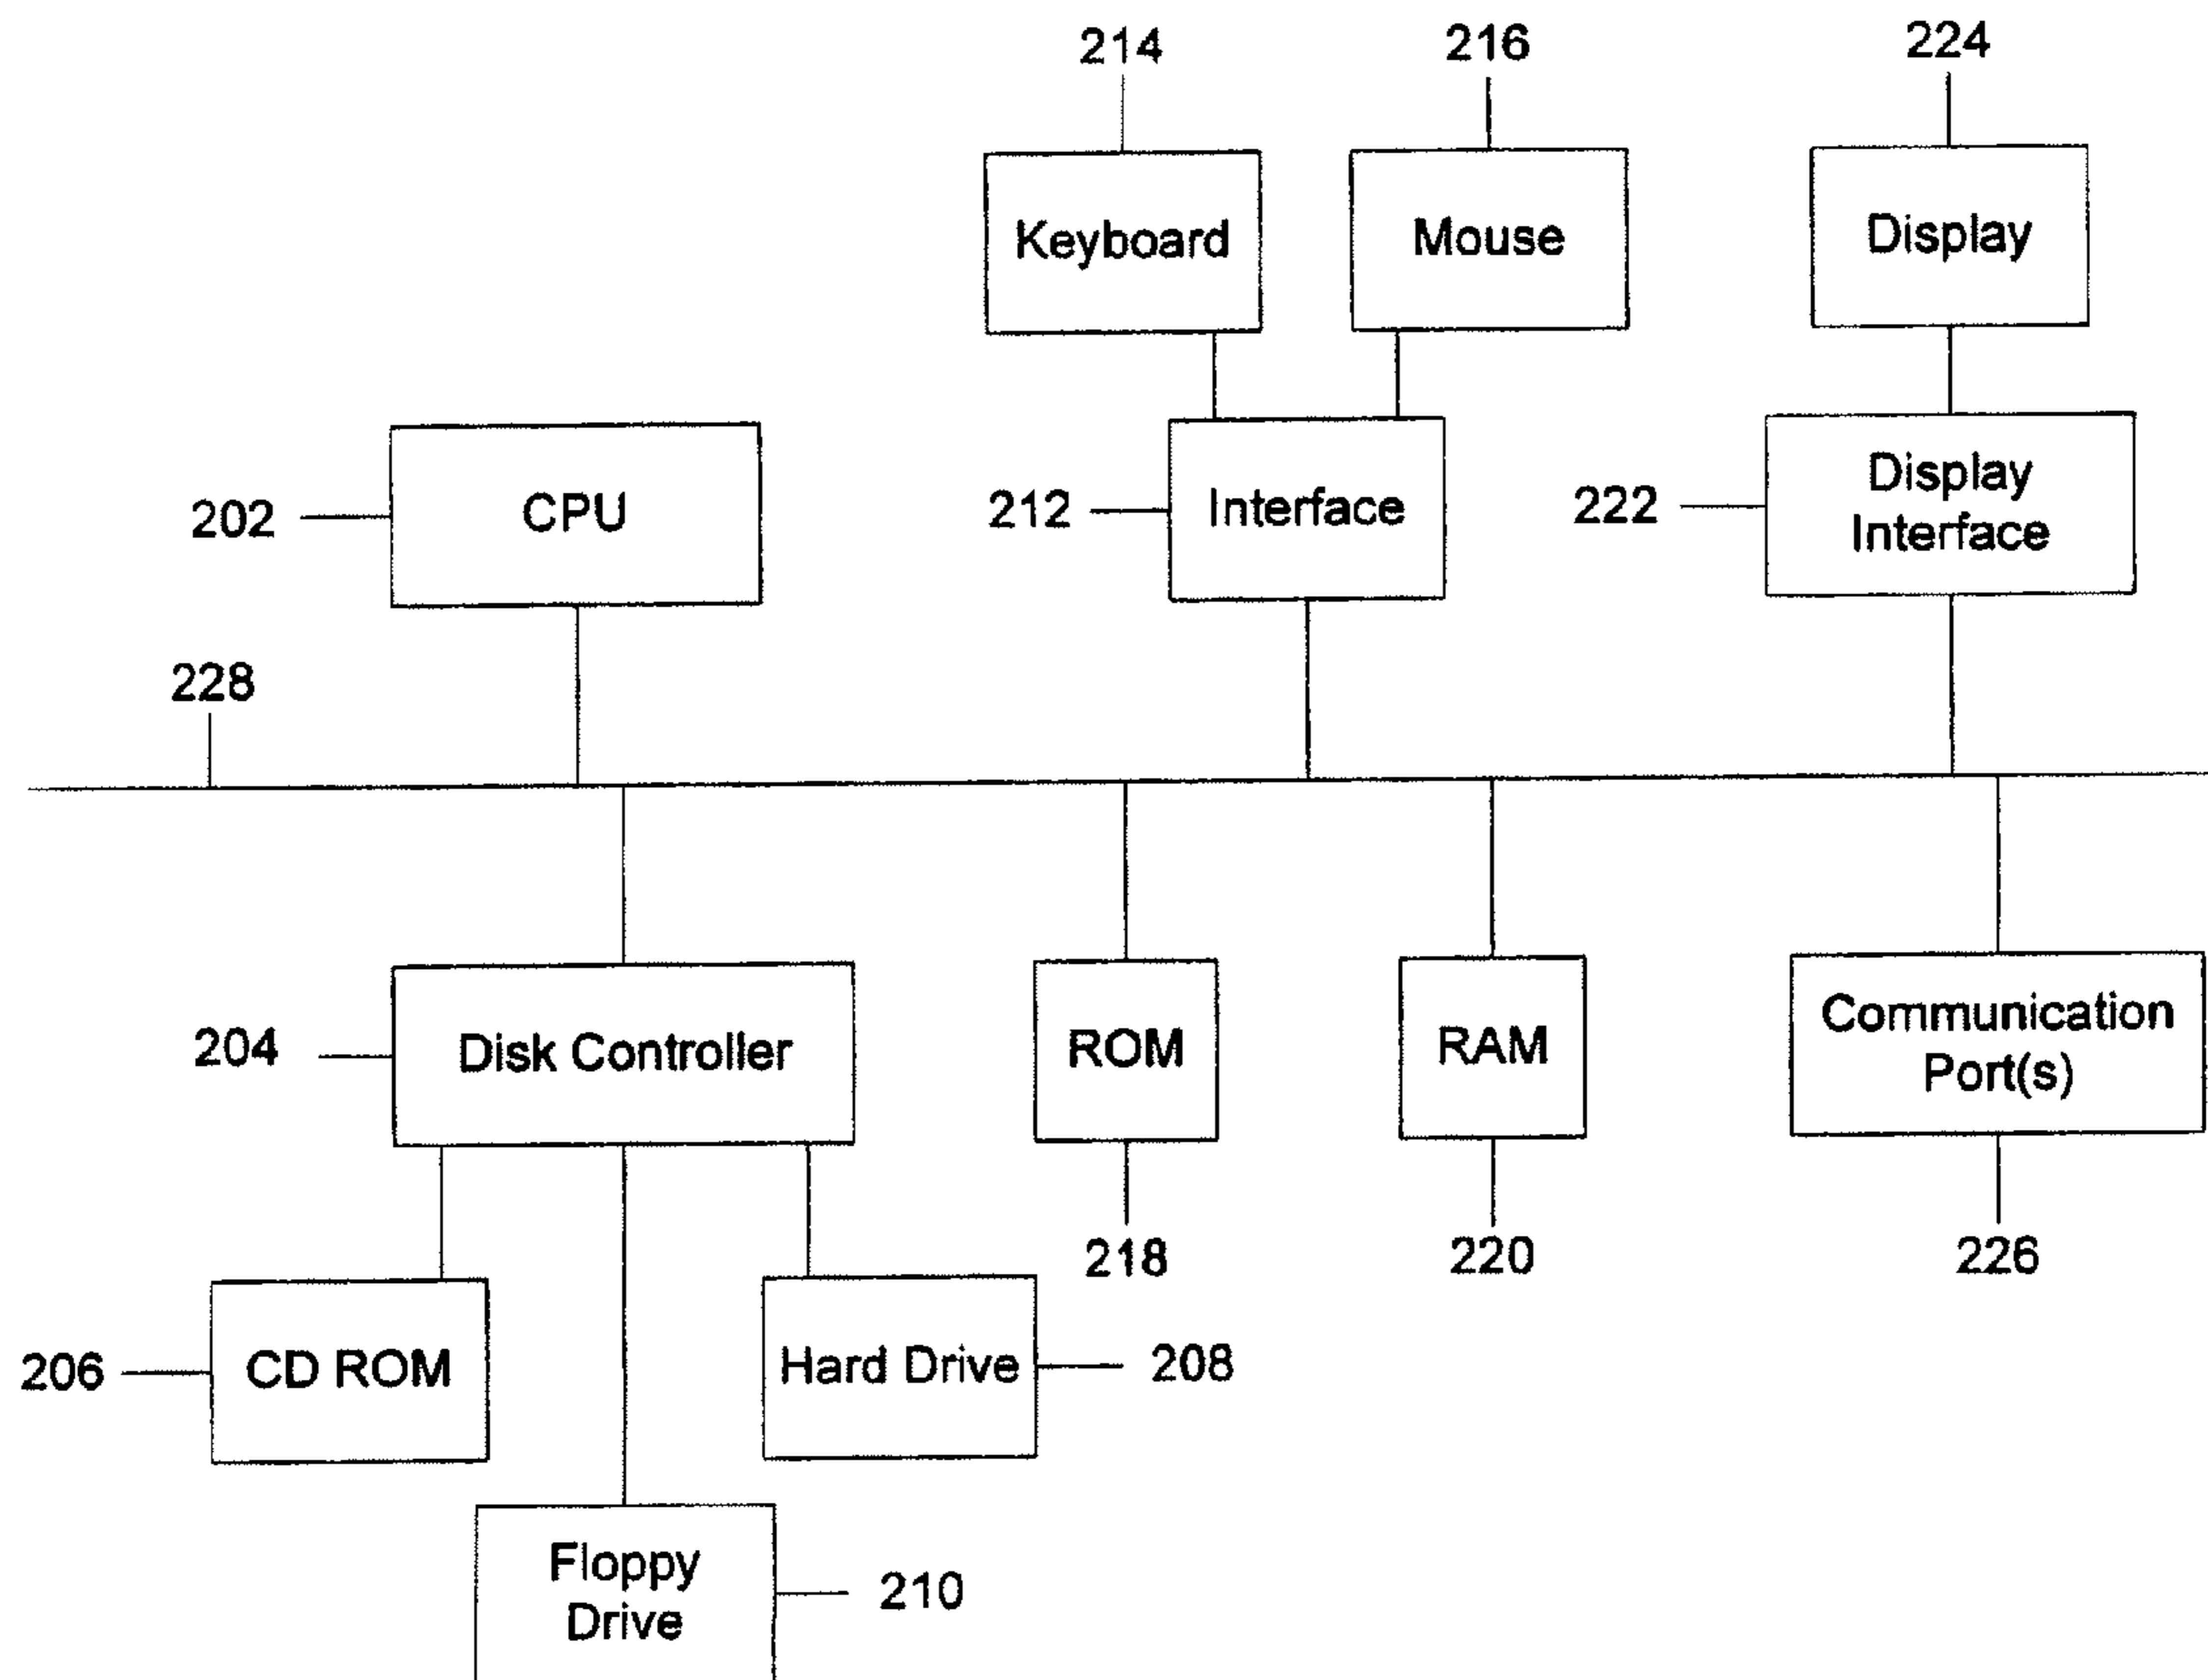 214
216
224
Keyboard
Mouse
Display
202
CPU
212
Interface
222
Display
Interface
228
204
Disk Controller
ROM
RAM
Communication
Port(s)
218
220
226
206
CD ROM
Hard Drive
208
Floppy
Drive
210